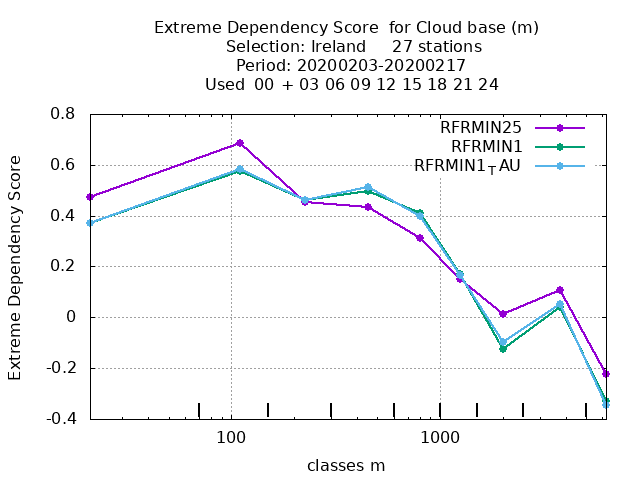 Extreme Dependency Score  for Cloud base (m)
Selection: Ireland     27 stations
Period: 20200203-20200217
Used  00 + 03 06 09 12 15 18 21 24
RFRMIN25
RFRMIN1
RFRMIN1TAU
Extreme Dependency Score
0.8
0.6
0.4
0.2
0
-0.2
-0.4
100
1000
classes m